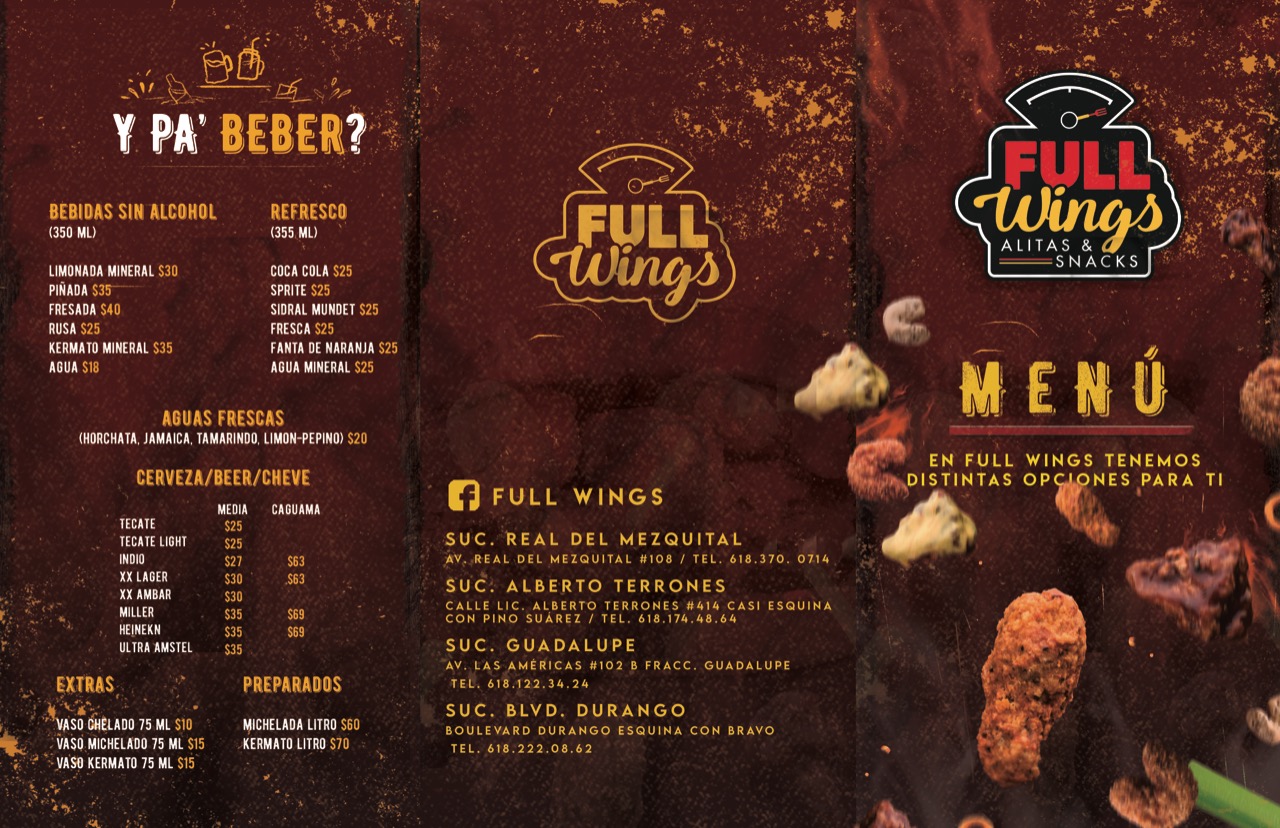 Y PA' BEBER?
BEBIDAS SIN ALCOHOL
(350 ML)
LIMONADA MINERAL $30
PIÑADA $35
FRESADA $40
RUSA $25
KERMATO MINERAL $35
AGUA $18
REFRESCO
(355 ML)
COCA COLA $25
SPRITE $25
SIDRAL MUNDET $25
FRESCA $25
FANTA DE NARANJA $25
AGUA MINERAL $25
AGUAS FRESCAS
(HORCHATA, JAMAICA, TAMARINDO, LIMON-PEPINO) $20
CERVEZA/BEER/CHEVE
MEDIA CAGUAMA
TECATE $25
TECATE LIGHT $25
INDIO $27 $63
XX LAGER $30 $63
XX AMBAR $30
MILLER $35 $69
HEINEKN $35 $69
ULTRA AMSTEL $35
EXTRAS
VASO CHELADO 75 ML $10
VASO MICHELADO 75 ML $15
VASO KERMATO 75 ML $15
PREPARADOS
MICHELADA LITRO $60
KERMATO LITRO $70
FULL
Wings
FULL WINGS
SUC. REAL DEL MEZQUITAL
AV. REAL DEL MEZQUITAL #108 / TEL. 618.370. 0714
SUC. ALBERTO TERRONES
CALLE LIC. ALBERTO TERRONES #414 CASI ESQUINA
CON PINO SUÁREZ / TEL. 618.174.48.64
SUC. GUADALUPE
AV. LAS AMÉRICAS #102 B FRACC. GUADALUPE
TEL. 618.122.34.24
SUC. BLVD. DURANGO
BOULEVARD DURANGO ESQUINA CON BRAVO
TEL. 618.222.08.62
FULL
Wings
ALITAS &
SNACKS
MENÚ
EN FULL WINGS TENEMOS
DISTINTAS OPCIONES PARA TI